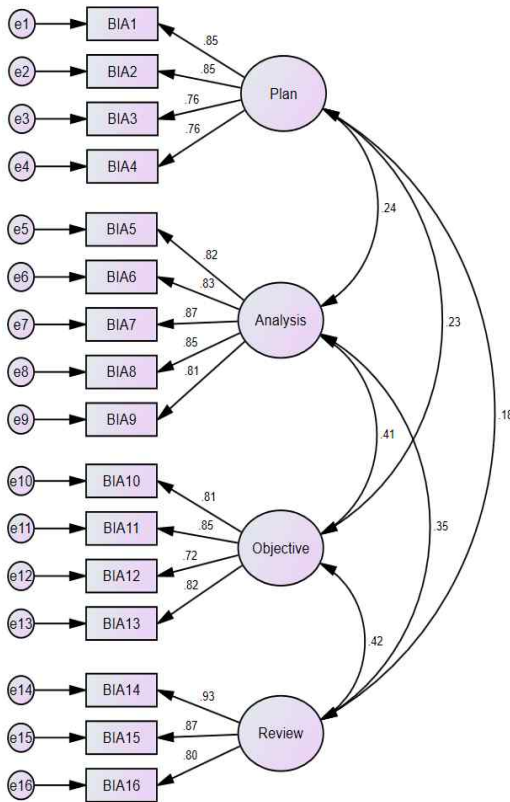 e1 BIA1
.85
e2 BIA2
.85
Plan
e3 BIA3
.76
e4 BIA4
.76
.24
e5 BIA5
.82
e6 BIA6
.83
e7 BIA7
.87
Analysis
.23
e8 BIA8
.85
e9 BIA9
.81
.18
.41
e10 BIA10
.81
e11 BIA11
.85
.35
Objective
e12 BIA12
.72
e13 BIA13
.82
.42
e14 BIA14
.93
e15 BIA15
.87
Review
e16 BIA16
.80